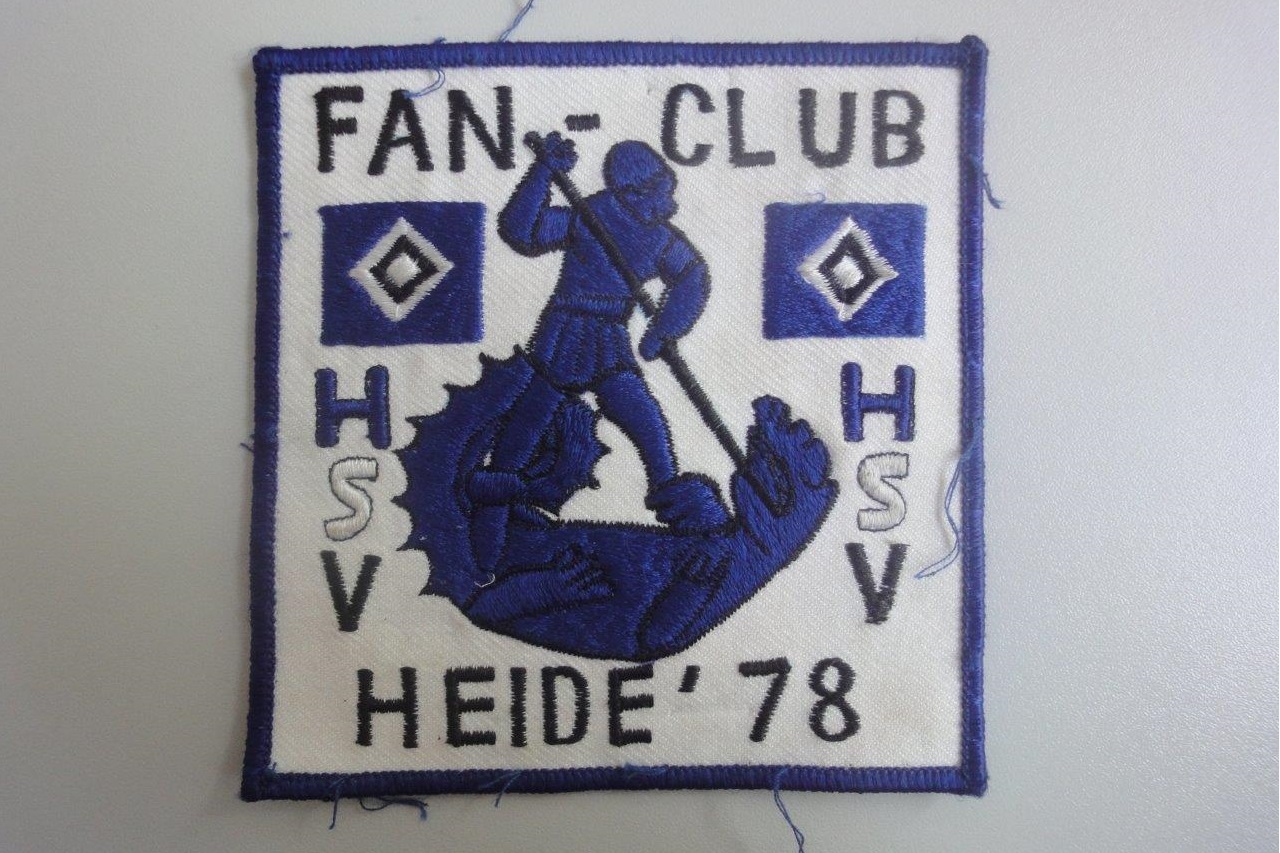 FAN - CLUB
HSV
HSV
HEIDE '78